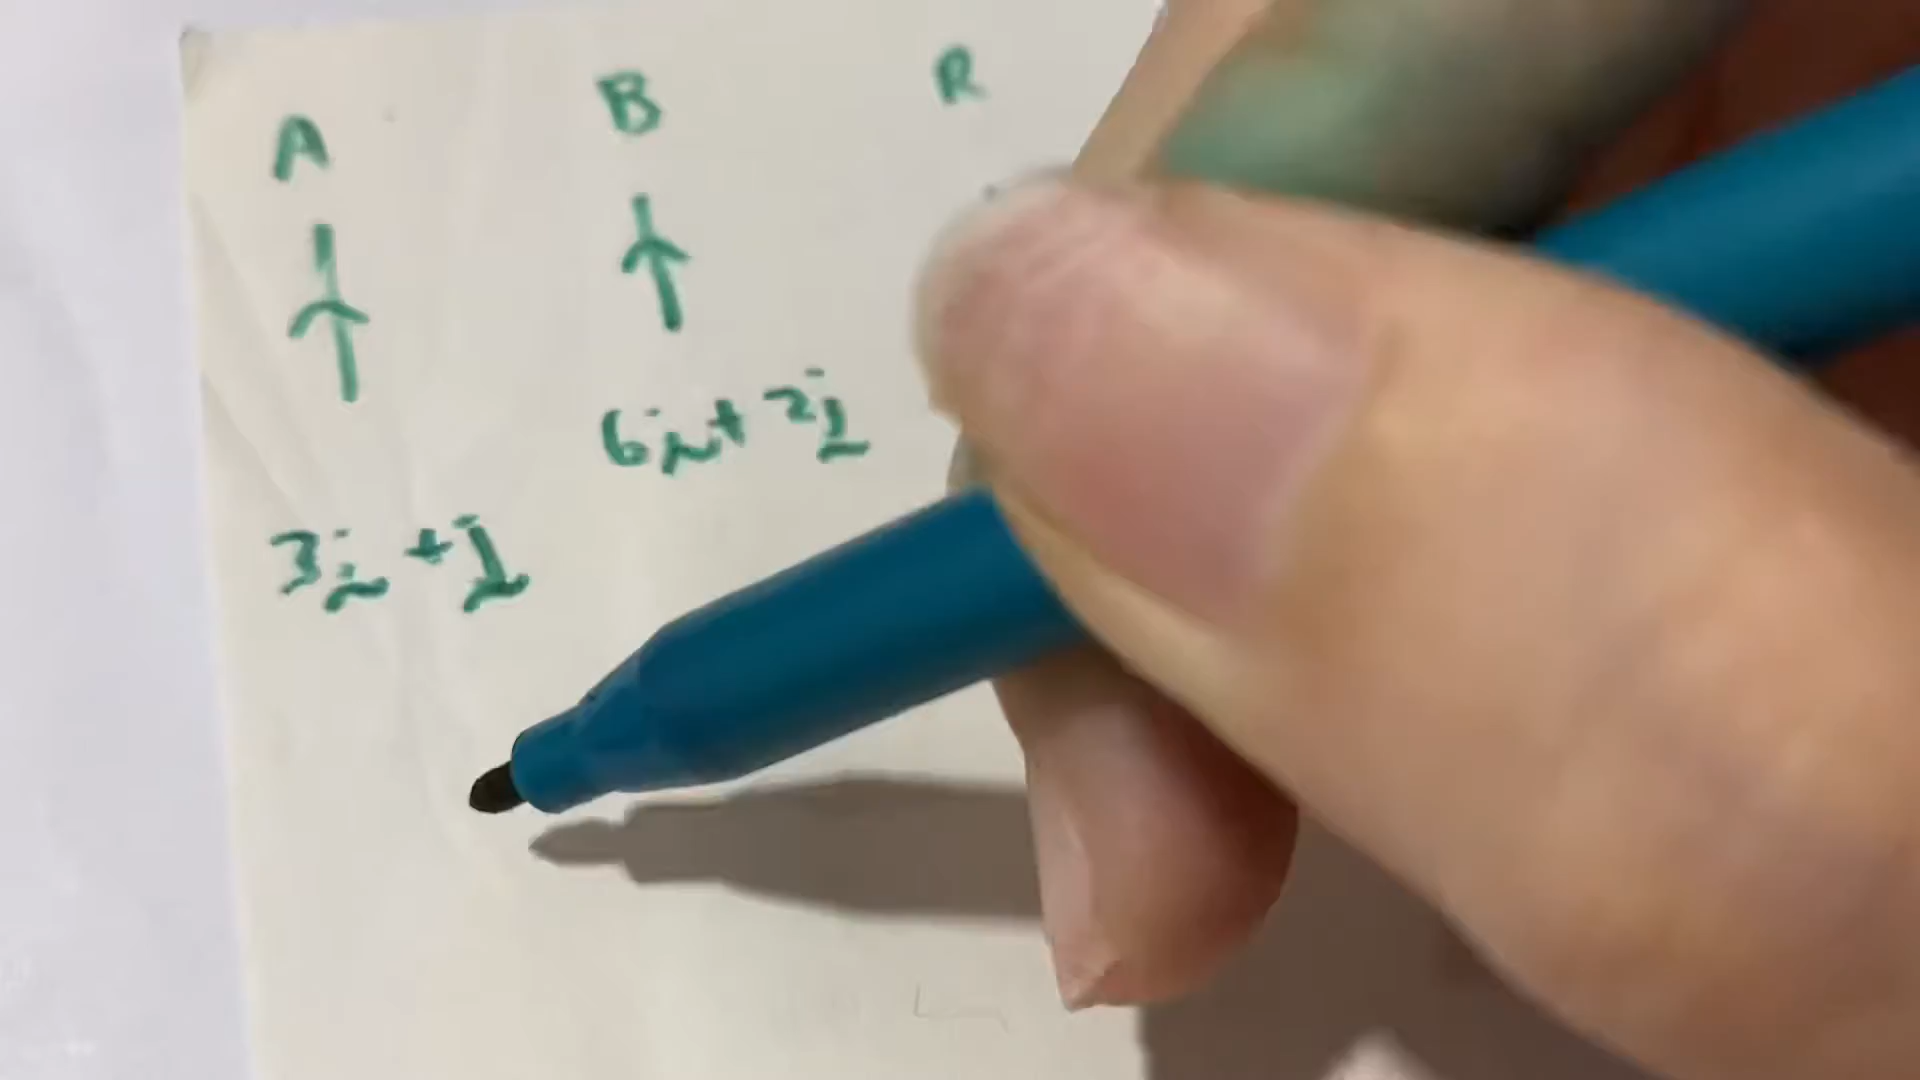 A B R
↑ ↑
6i + 2j
3i + j